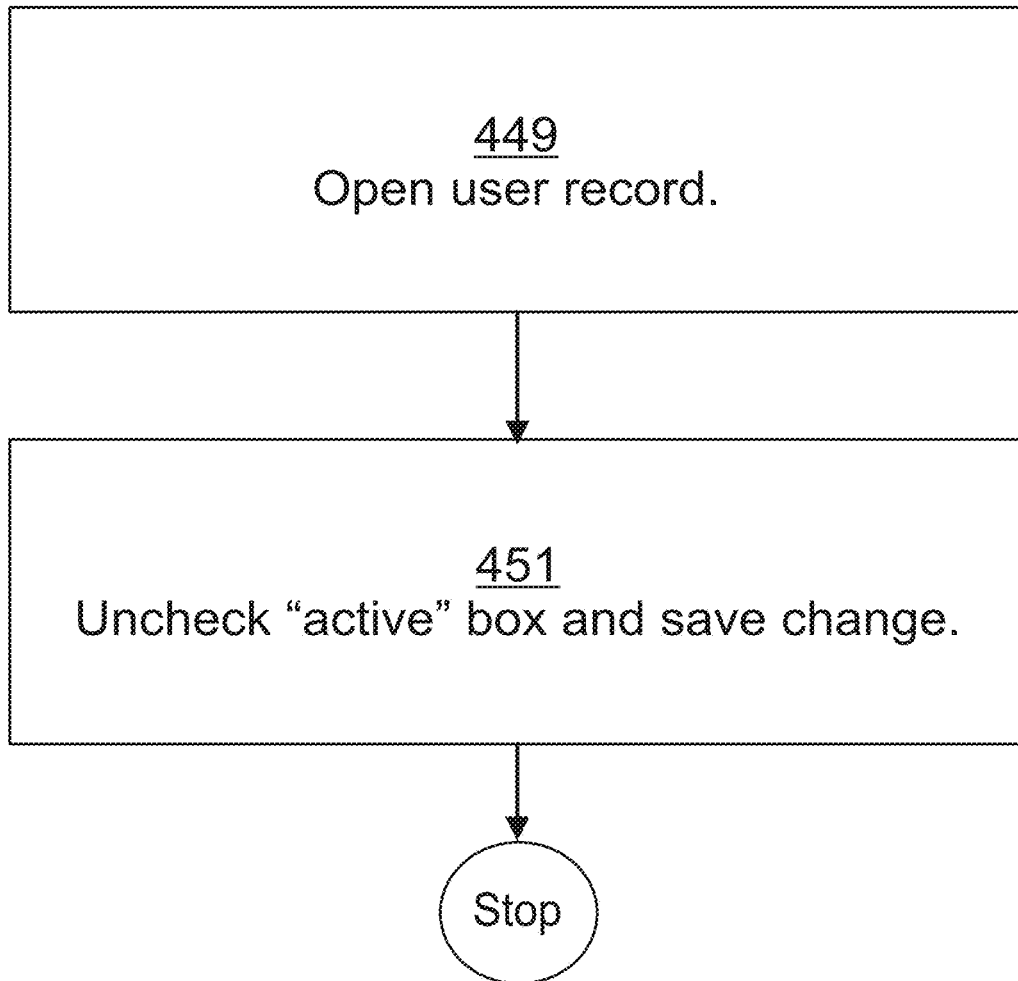 449
Open user record.
451
Uncheck “active” box and save change.
Stop